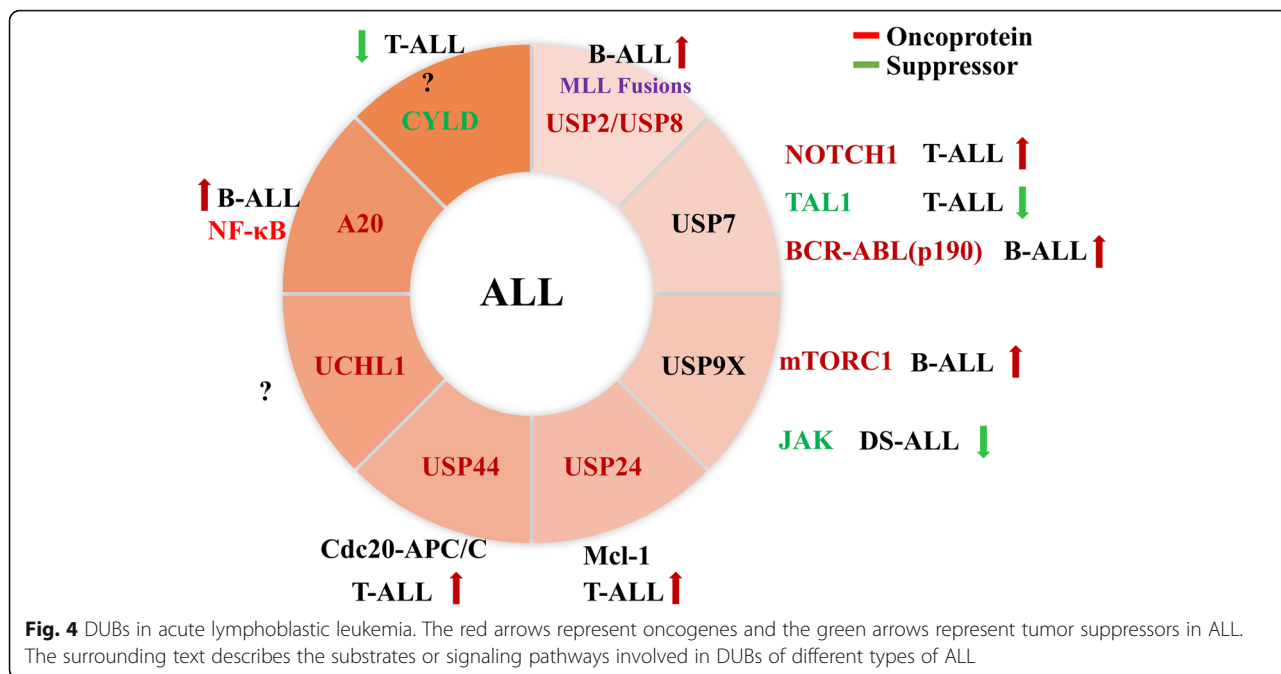 T-ALL
?
CYLD
B-ALL
MLL Fusions
USP2/USP8
Oncoprotein
Suppressor
NOTCH1 T-ALL
TAL1 T-ALL
BCR-ABL(p190) B-ALL
USP7
B-ALL
NF-κB
A20
ALL
USP9X
mTORC1 B-ALL
JAK DS-ALL
UCHL1
?
USP44
USP24
Cdc20-APC/C
T-ALL
Mcl-1
T-ALL
Fig. 4 DUBs in acute lymphoblastic leukemia. The red arrows represent oncogenes and the green arrows represent tumor suppressors in ALL.
The surrounding text describes the substrates or signaling pathways involved in DUBs of different types of ALL